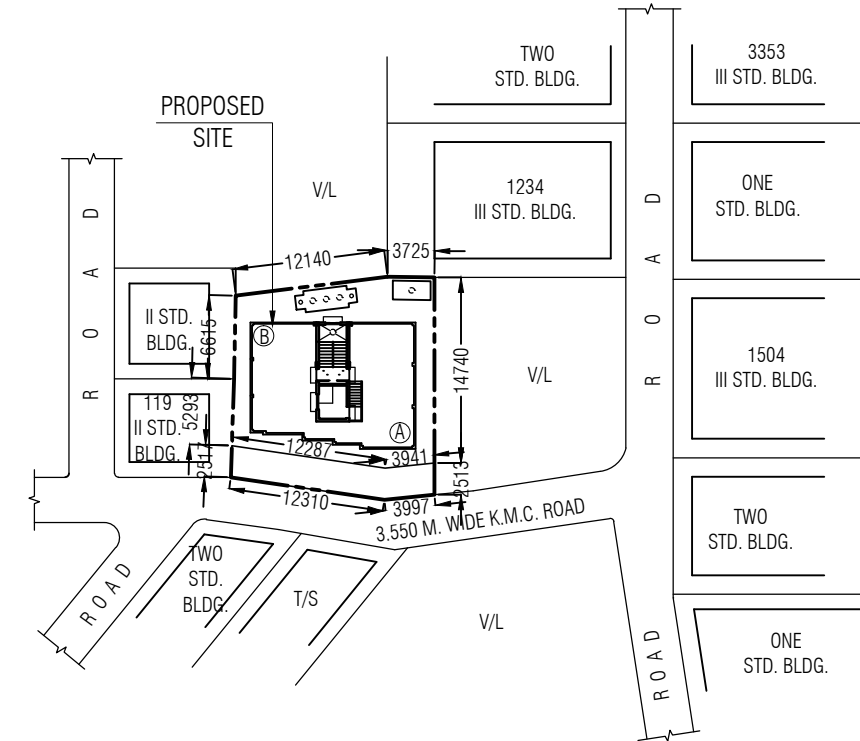 TWO
STD. BLDG.
3353
III STD. BLDG.
PROPOSED
SITE
V/L
1234
III STD. BLDG.
ONE
STD. BLDG.
ROAD
ROAD
12140
3725
II STD.
BLDG.
6615
B
14740
V/L
1504
III STD. BLDG.
119
II STD.
BLDG.
5293
2517
A
12287
3941
2513
12310
3997
3.550 M. WIDE K.M.C. ROAD
TWO
STD. BLDG.
TWO
STD.
BLDG.
ROAD
T/S
V/L
ROAD
ONE
STD. BLDG.